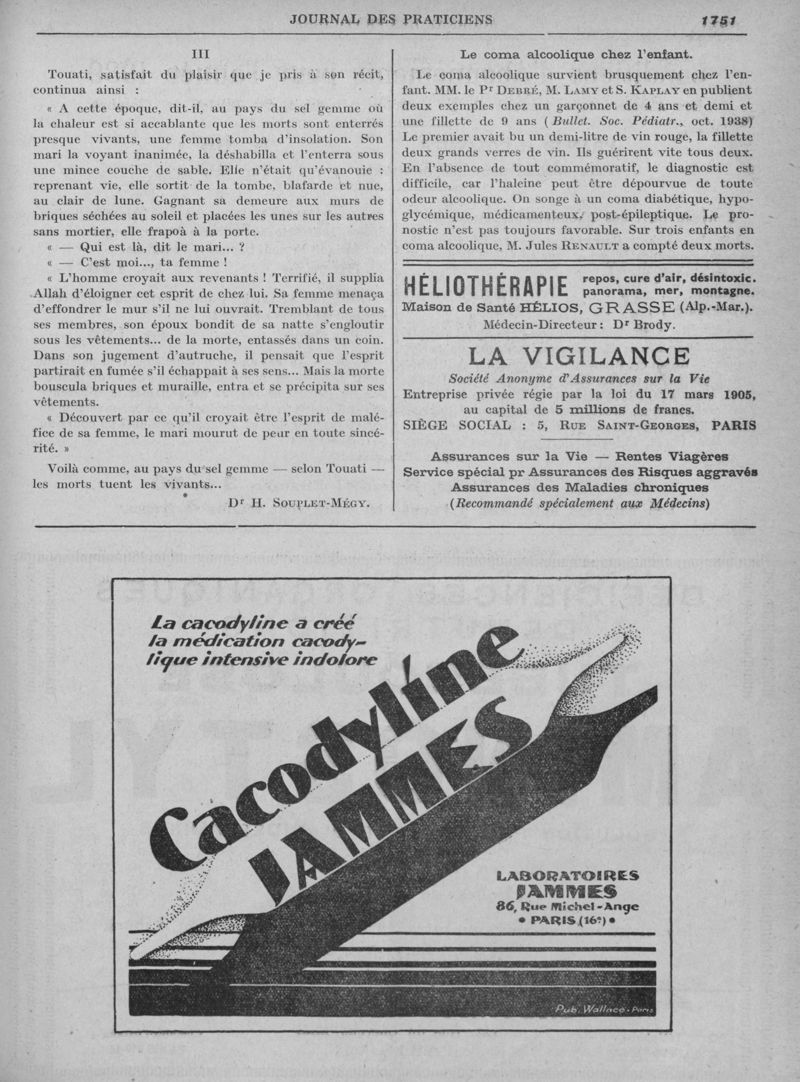 JOURNAL DES PRATICIENS
1751
III
Touati, satisfait du plaisir que je pris à son récit,
continua ainsi :
« A cette époque, dit-il, au pays du sel gemme où
la chaleur est si accablante que les morts sont enterrés
presque vivants, une femme tomba d'insolation. Son
mari la voyant inanimée, la déshabilla et l'enterra sous
une mince couche de sable. Elle n'était qu'évanouie :
reprenant vie, elle sortit de la tombe, blafarde et nue,
au clair de lune. Gagnant sa demeure aux murs de
briques séchées au soleil et placées les unes sur les autres
sans mortier, elle frapoà à la porte.
« — Qui est là, dit le mari... ?
« — C'est moi..., ta femme !
« L'homme croyait aux revenants ! Terrifié, il supplia
Allah d'éloigner cet esprit de chez lui. Sa femme menaça
d'effondrer le mur s'il ne lui ouvrait. Tremblant de tous
ses membres, son époux bondit de sa natte s'engloutir
sous les vêtements... de la morte, entassés dans un coin.
Dans son jugement d'autruche, il pensait que l'esprit
partirait en fumée s'il échappait à ses sens... Mais la morte
bouscula briques et muraille, entra et se précipita sur ses
vêtements.
« Découvert par ce qu'il croyait être l'esprit de malé-
fice de sa femme, le mari mourut de peur en toute sincé-
rité. »
Voilà comme, au pays du sel gemme — selon Touati —
les morts tuent les vivants...
Dr H. SOUPLET-MÉGY.
Le coma alcoolique chez l'enfant.
Le coma alcoolique survient brusquement chez l'en-
fant. MM. le Pr DEBRÉ, M. LAMY et S. KAPLAY en publient
deux exemples chez un garçonnet de 4 ans et demi et
une fillette de 9 ans (Bullet. Soc. Pédiatr., oct. 1938)
Le premier avait bu un demi-litre de vin rouge, la fillette
deux grands verres de vin. Ils guérirent vite tous deux.
En l'absence de tout commémoratif, le diagnostic est
difficile, car l'haleine peut être dépourvue de toute
odeur alcoolique. On songe à un coma diabétique, hypo-
glycémique, médicamenteux, post-épileptique. Le pro-
nostic n'est pas toujours favorable. Sur trois enfants en
coma alcoolique, M. Jules RENAULT a compté deux morts.
HÉLIOTHÉRAPIE repos, cure d'air, désintoxic.
panorama, mer, montagne.
Maison de Santé HÉLIOS, GRASSE (Alp.-Mar.).
Médecin-Directeur : Dr Brody.
LA VIGILANCE
Société Anonyme d'Assurances sur la Vie
Entreprise privée régie par la loi du 17 mars 1905,
au capital de 5 millions de francs.
SIÈGE SOCIAL : 5, RUE SAINT-GEORGES, PARIS
Assurances sur la Vie — Rentes Viagères
Service spécial pr Assurances des Risques aggravés
Assurances des Maladies chroniques
(Recommandé spécialement aux Médecins)
La cacodyline a créé
la médication cacody-
lique intensive indolore
Cacodyline
JAMMES
LABORATOIRES
JAMMES
86, Rue Michel-Ange
• PARIS (16e) •
Pub. Wallace - Paris